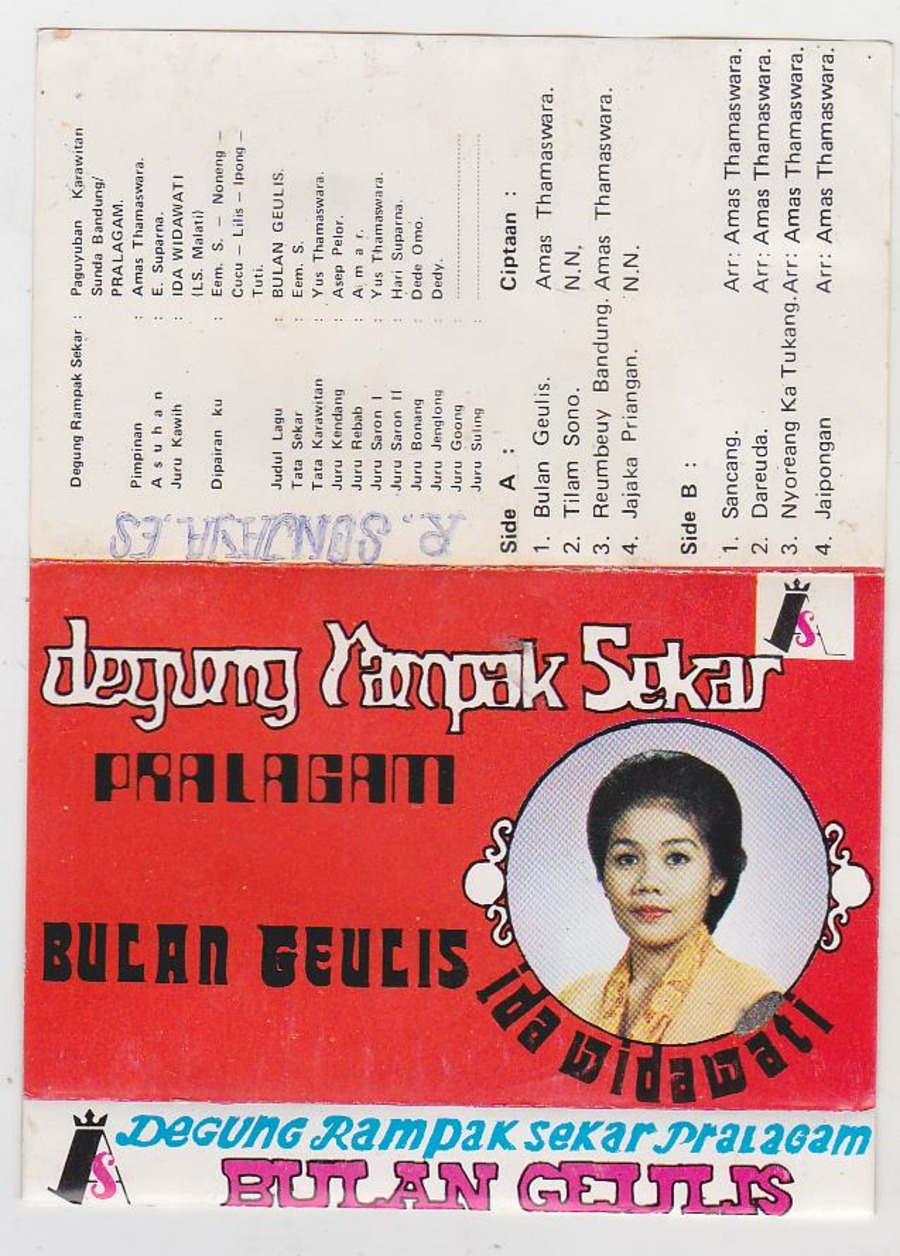 Degung Rampak Sekar : Paguyuban Karawitan
Sunda Bandung/
PRALAGAM.
Pimpinan : Amas Thamaswara.
A s u h a n : E. Suparna.
Juru Kawih : IDA WIDAWATI
(LS. Malati)
Dipairan ku : Eem. S. – Noneng –
Cucu – Lilis – Ipong –
Tuti.
Judul Lagu : BULAN GEULIS.
Tata Sekar : Eem. S.
Tata Karawitan : Yus Thamaswara.
Juru Kendang : Asep Pelor.
Juru Rebab : A m a r.
Juru Saron I : Yus Thamaswara.
Juru Saron II : Hari Suparna.
Juru Bonang : Dede Omo.
Juru Jenglong : Dedy.
Juru Goong : ........................
Juru Suling : ........................
Side A : Ciptaan :
1. Bulan Geulis. Amas Thamaswara.
2. Tilam Sono. N.N,
3. Reumbeuy Bandung. Amas Thamaswara.
4. Jajaka Priangan. N.N.
Side B :
1. Sancang. Arr: Amas Thamaswara.
2. Dareuda. Arr: Amas Thamaswara.
3. Nyoreang Ka Tukang. Arr: Amas Thamaswara.
4. Jaipongan Arr: Amas Thamaswara.
R. SONJAYA.ES
degung rampak Sekar
PRALAGAM
BULAN GEULIS
ida widawati
DEGUNG Rampak sekar Pralagam
BULAN GEULIS